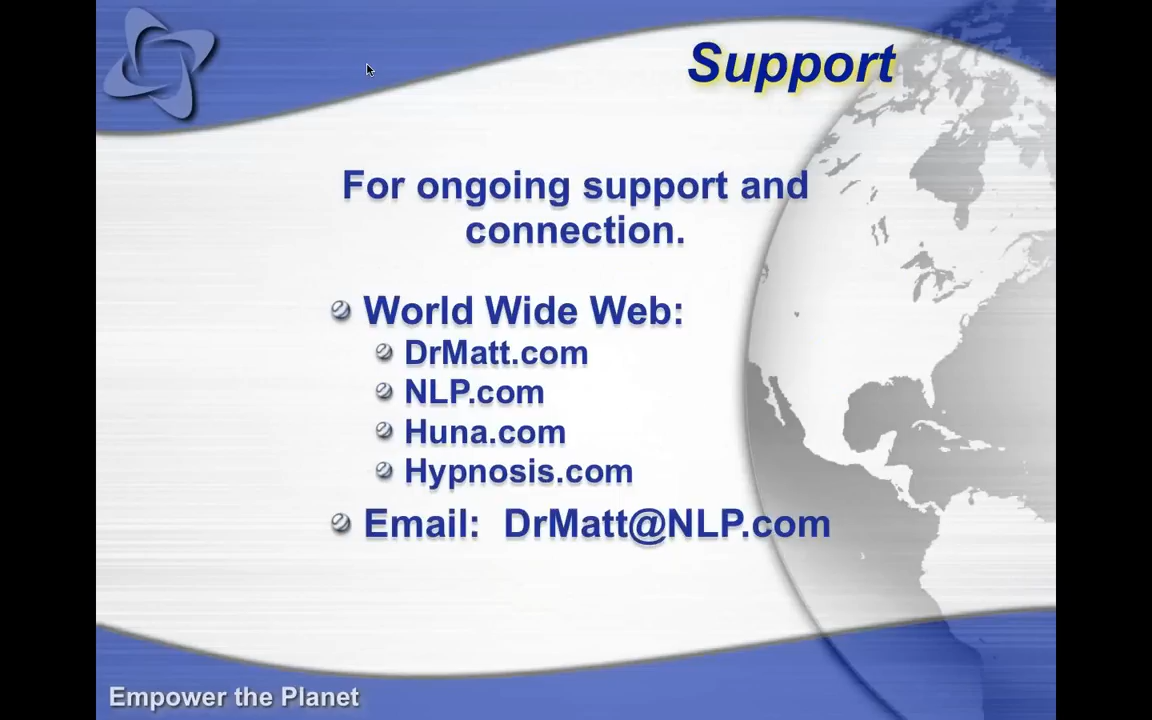 Support
For ongoing support and
connection.
World Wide Web:
DrMatt.com
NLP.com
Huna.com
Hypnosis.com
Email: DrMatt@NLP.com
Empower the Planet